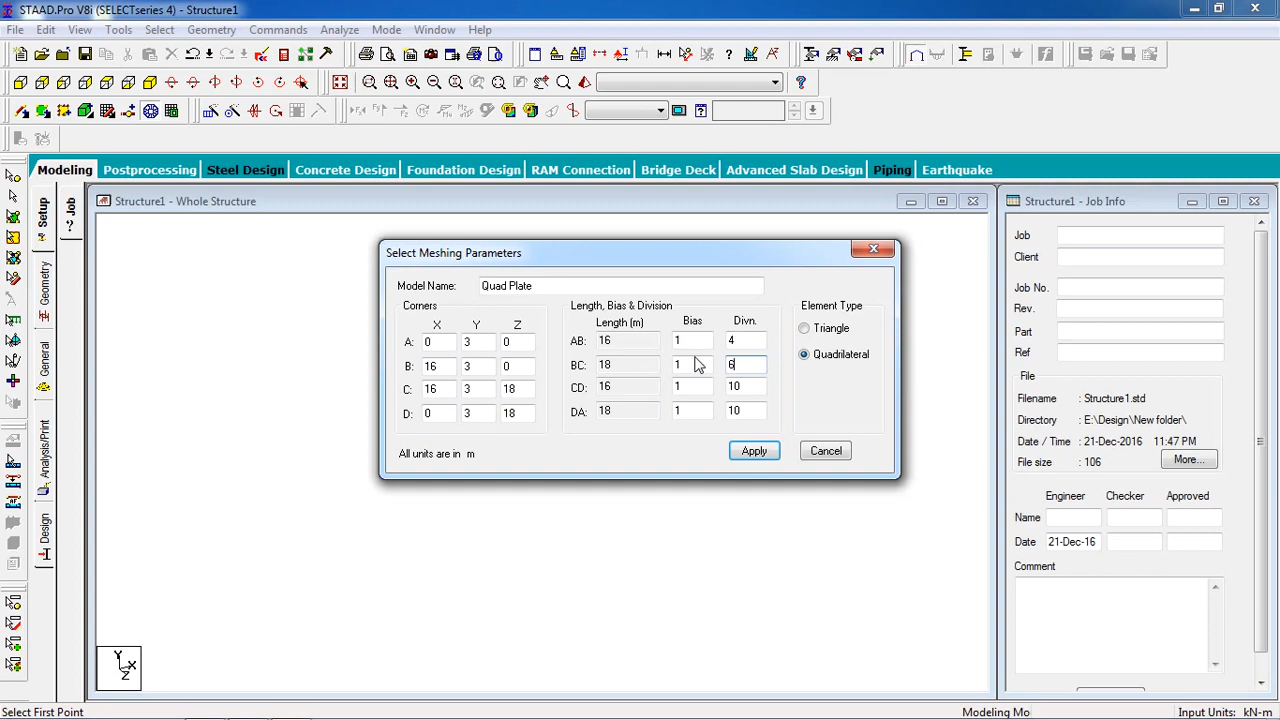 STAAD.Pro V8i (SELECTseries 4) - Structure1
File Edit View Tools Select Geometry Commands Analyze Mode Window Help
Modeling Postprocessing Steel Design Concrete Design Foundation Design RAM Connection Bridge Deck Advanced Slab Design Piping Earthquake
Setup
Job
Geometry
General
Analysis/Print
Design
Structure1 - Whole Structure
Select Meshing Parameters
Model Name: Quad Plate
Corners
X Y Z
A: 0 3 0
B: 16 3 0
C: 16 3 18
D: 0 3 18
All units are in m
Length, Bias & Division
Length (m) Bias Divn.
AB: 16 1 4
BC: 18 1 6
CD: 16 1 10
DA: 18 1 10
Element Type
Triangle
Quadrilateral
Apply Cancel
Y
X
Z
Structure1 - Job Info
Job
Client
Job No.
Rev.
Part
Ref
File
Filename : Structure1.std
Directory : E:\Design\New folder\
Date / Time : 21-Dec-2016 11:47 PM
File size : 106 More...
Engineer Checker Approved
Name
Date 21-Dec-16
Comment
Select First Point Modeling Mo Input Units: kN-m